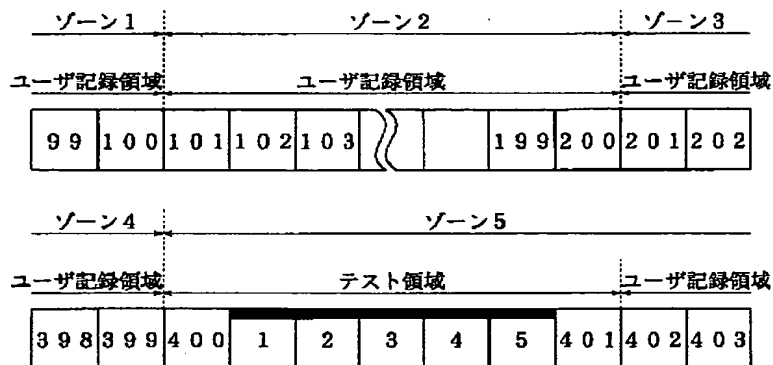 ゾーン1 ゾーン2 ゾーン3
ユーザ記録領域 ユーザ記録領域 ユーザ記録領域
99 100 101 102 103 199 200 201 202
ゾーン4 ゾーン5
ユーザ記録領域 テスト領域 ユーザ記録領域
398 399 400 1 2 3 4 5 401 402 403